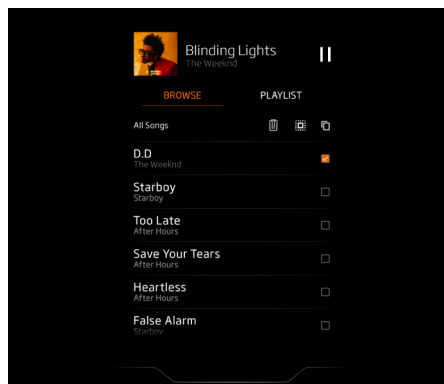 Blinding Lights
The Weeknd
BROWSE PLAYLIST
All Songs
D.D
The Weeknd
Starboy
Starboy
Too Late
After Hours
Save Your Tears
After Hours
Heartless
After Hours
False Alarm
Starboy